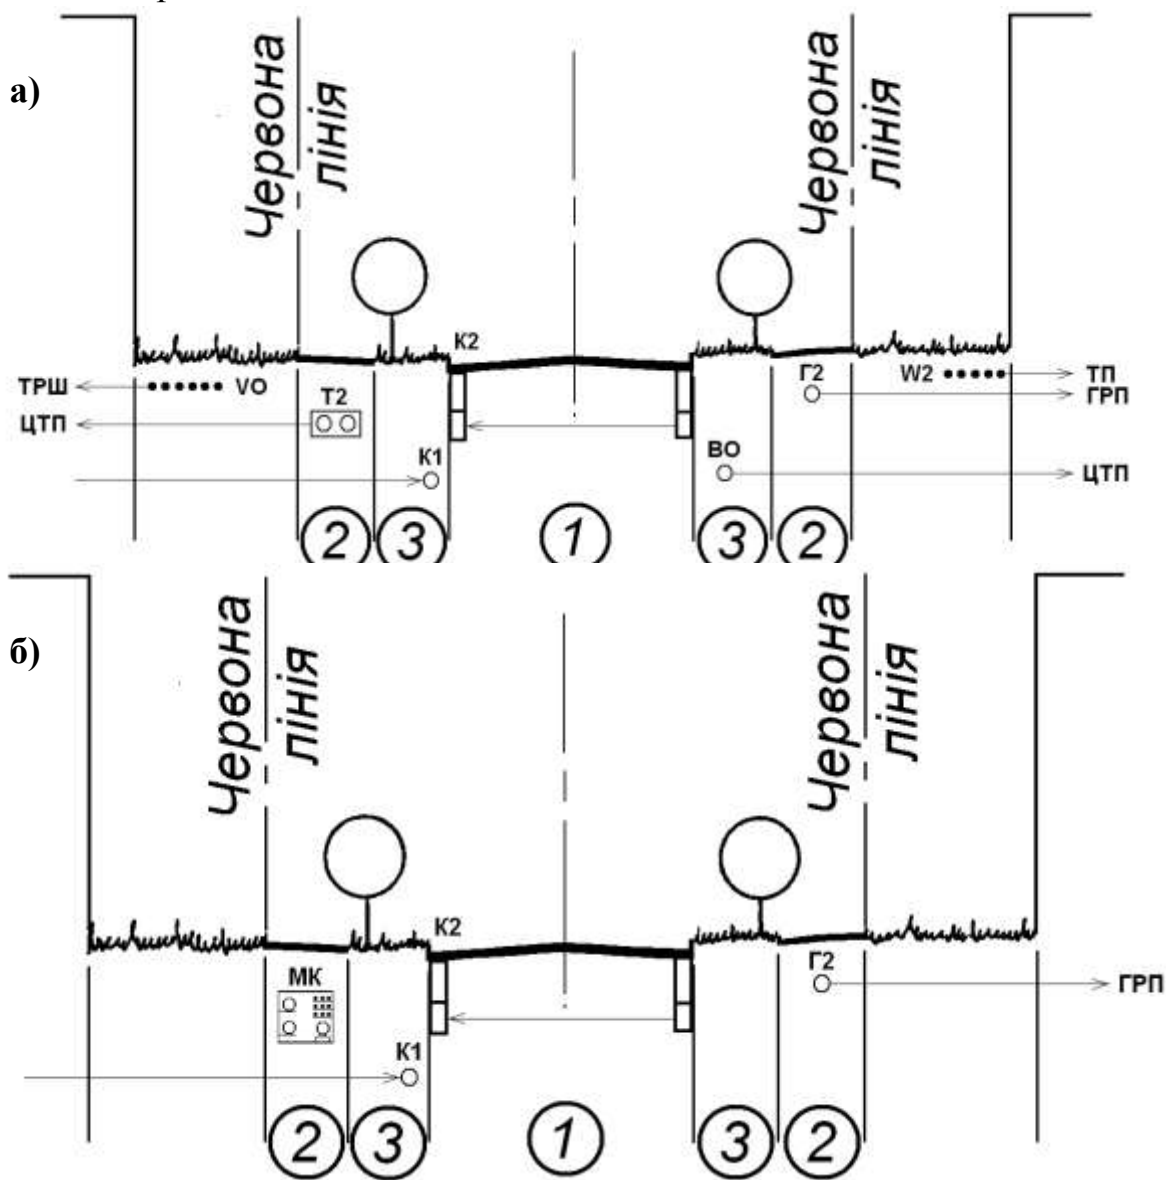 а)
Червона
лінія
Червона
лінія
К2
ТРШ
VO
Т2
ЦТП
К1
W2
ТП
Г2
ГРП
ВО
ЦТП
2
3
1
3
2
б)
Червона
лінія
Червона
лінія
К2
МК
К1
Г2
ГРП
2
3
1
3
2